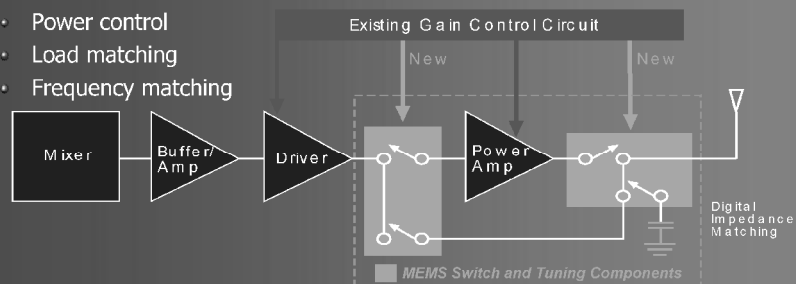 Power control
Load matching
Frequency matching
Existing Gain Control Circuit
New
New
Mixer
Buffer/
Amp
Driver
Power
Amp
Digital
Impedance
Matching
MEMS Switch and Tuning Components